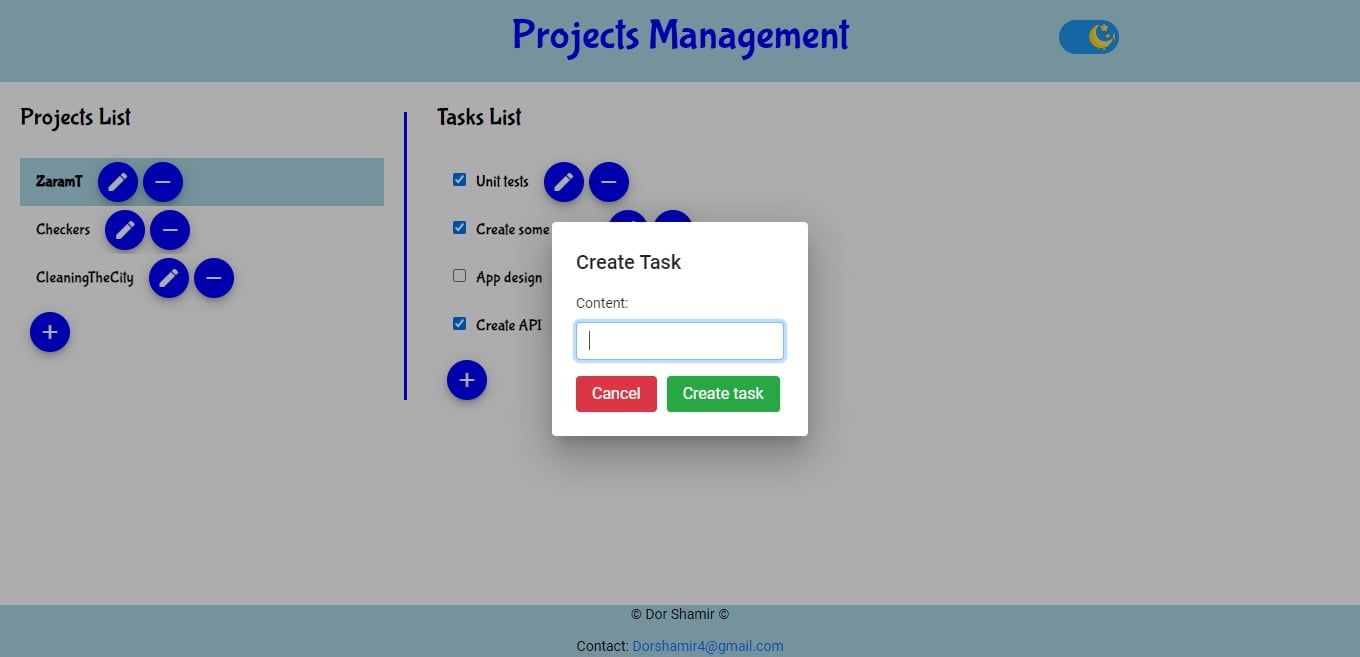 Projects Management
Projects List
ZaramT
Checkers
CleaningTheCity
Tasks List
Unit tests
Create some
App design
Create API
Create Task
Content:
Cancel
Create task
© Dor Shamir ©
Contact: Dorshamir4@gmail.com